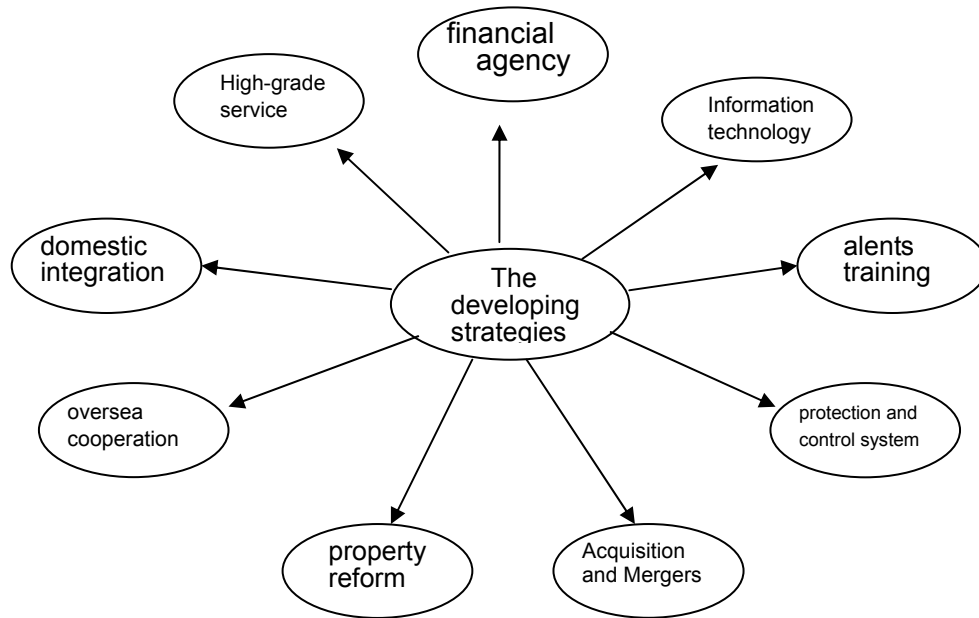 financial
agency
High-grade
service
Information
technology
domestic
integration
The
developing
strategies
alents
training
oversea
cooperation
protection and
control system
property
reform
Acquisition
and Mergers